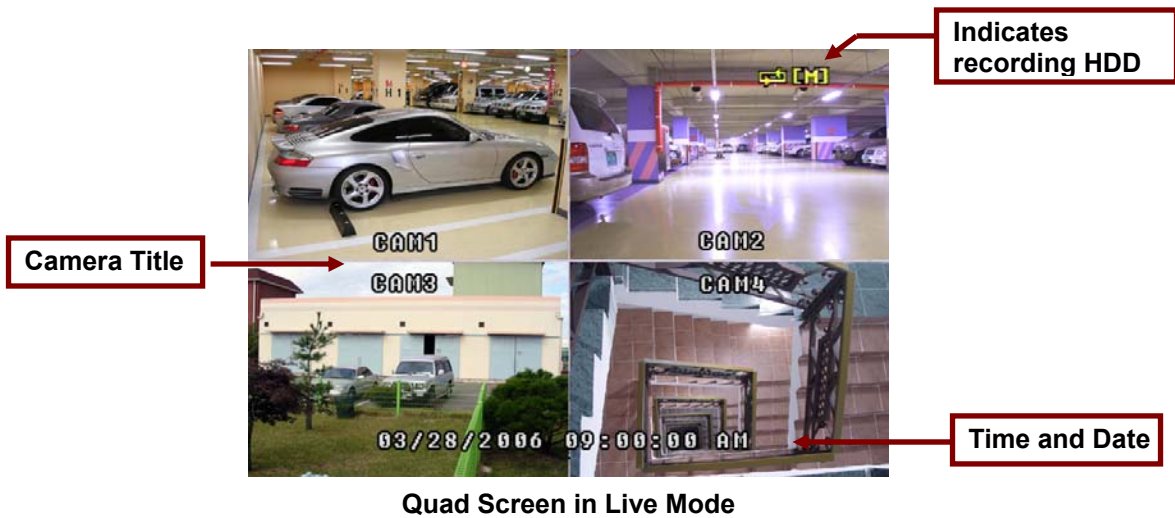 Indicates
recording HDD
[M]
CAM1
CAM2
Camera Title
CAM3
CAM4
03/28/2006 09:00:00 AM
Time and Date
Quad Screen in Live Mode